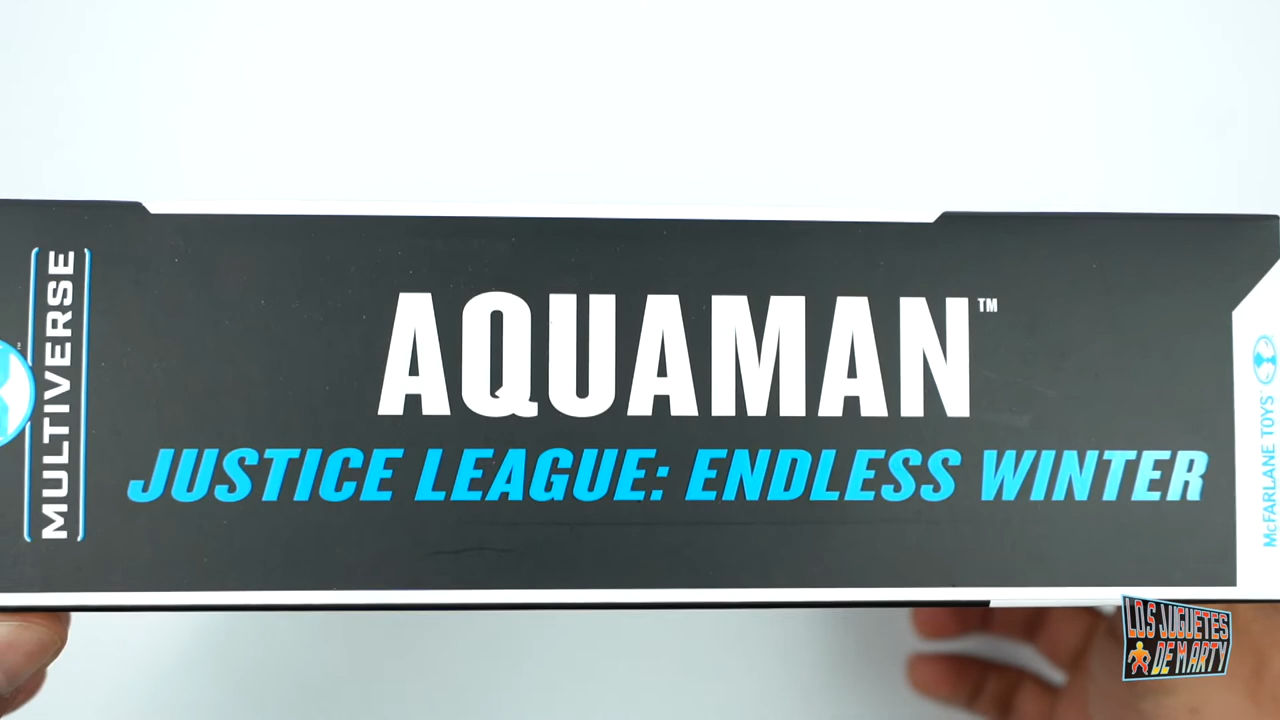 MULTIVERSE
AQUAMAN™
JUSTICE LEAGUE: ENDLESS WINTER
McFARLANE TOYS
LOS JUGUETES
DE MARTY